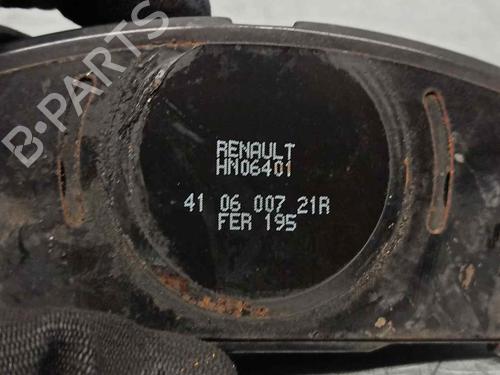 B-PARTS
RENAULT
HN06401
41 06 007 21R
FER 195